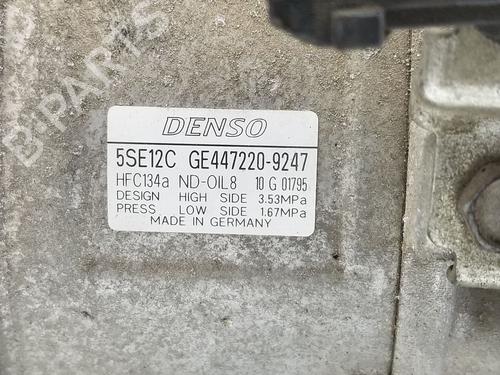 B-PARTS
DENSO
5SE12C GE447220-9247
HFC134a ND-OIL8 10 G 01795
DESIGN HIGH SIDE 3.53MPa
PRESS LOW SIDE 1.67MPa
MADE IN GERMANY